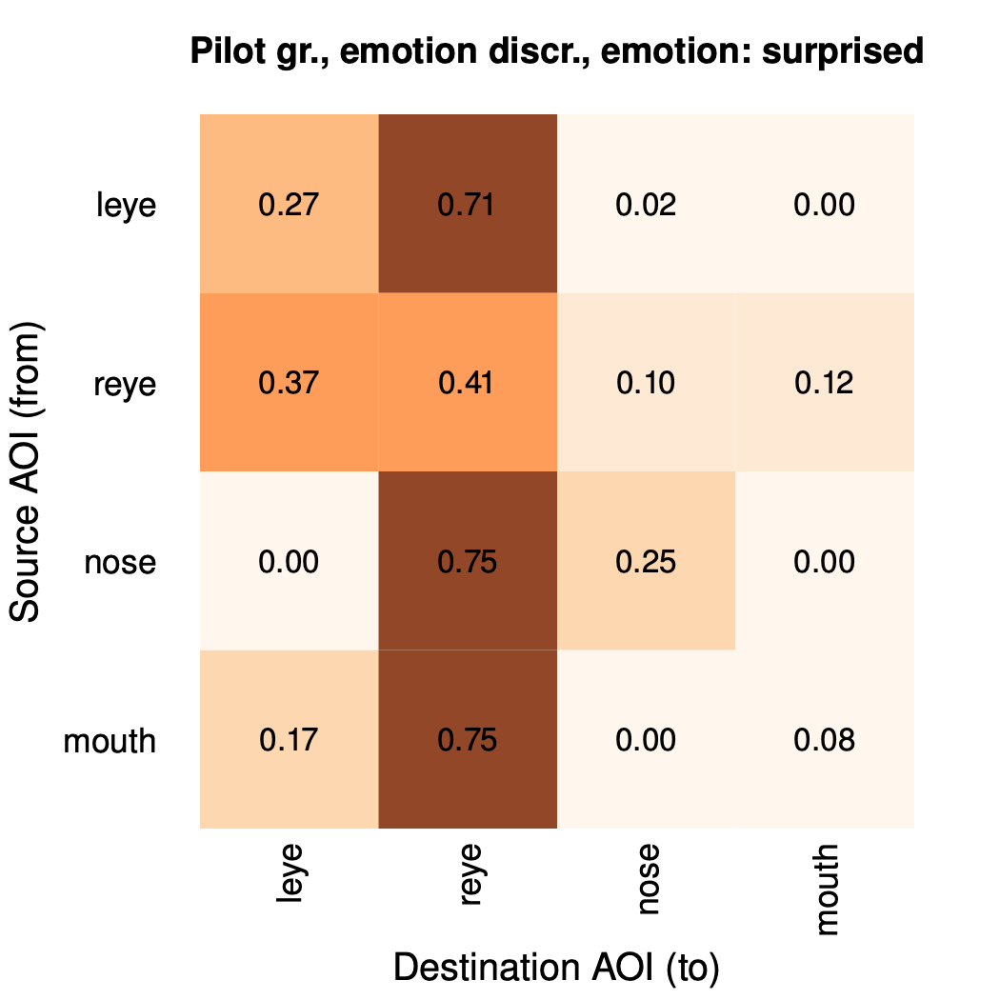 Pilot gr., emotion discr., emotion: surprised
leye 0.27 0.71 0.02 0.00
reye 0.37 0.41 0.10 0.12
nose 0.00 0.75 0.25 0.00
mouth 0.17 0.75 0.00 0.08
leye reye nose mouth
Source AOI (from)
Destination AOI (to)